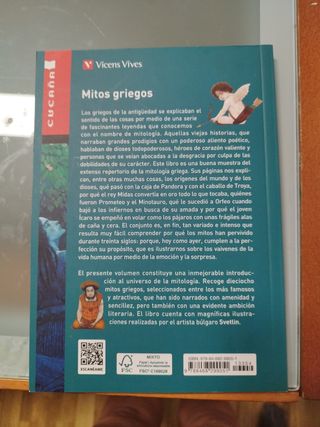 CUCAÑA
Vicens Vives
Mitos griegos
Los griegos de la antigüedad se explicaban el
sentido de las cosas por medio de una serie
de fascinantes leyendas que conocemos
con el nombre de mitología. Aquellas viejas historias, que
narraban grandes prodigios con un poderoso aliento poético,
hablaban de dioses todopoderosos, héroes de corazón valiente y
personas que se veían abocadas a la desgracia por culpa de las
debilidades de su carácter. Este libro es una buena muestra del
extenso repertorio de la mitología griega. Sus páginas nos expli-
can, entre otras muchas cosas, los orígenes del mundo y de los
dioses, qué pasó con la caja de Pandora y con el caballo de Troya,
por qué el rey Midas convertía en oro todo lo que tocaba, quiénes
fueron Prometeo y el Minotauro, qué le sucedió a Orfeo cuando
bajó a los infiernos en busca de su amada y por qué el joven
Ícaro se empeñó en volar como los pájaros con unas frágiles alas
de caña y cera. El conjunto es, en fin, tan variado e intenso que
resulta muy fácil comprender por qué los mitos han pervivido
durante treinta siglos: porque, hoy como ayer, cumplen a la per-
fección su propósito, que es ilustrarnos sobre los vaivenes de la
vida humana por medio de la emoción y la sorpresa.
El presente volumen constituye una inmejorable introduc-
ción al universo de la mitología. Recoge dieciocho
mitos griegos, seleccionados entre los más famosos
y atractivos, que han sido narrados con amenidad y
sencillez, pero también con una evidente ambición
literaria. El libro cuenta con magníficas ilustra-
ciones realizadas por el artista búlgaro Svetlin.
¡ESCANÉAME!
FSC
MIXTO